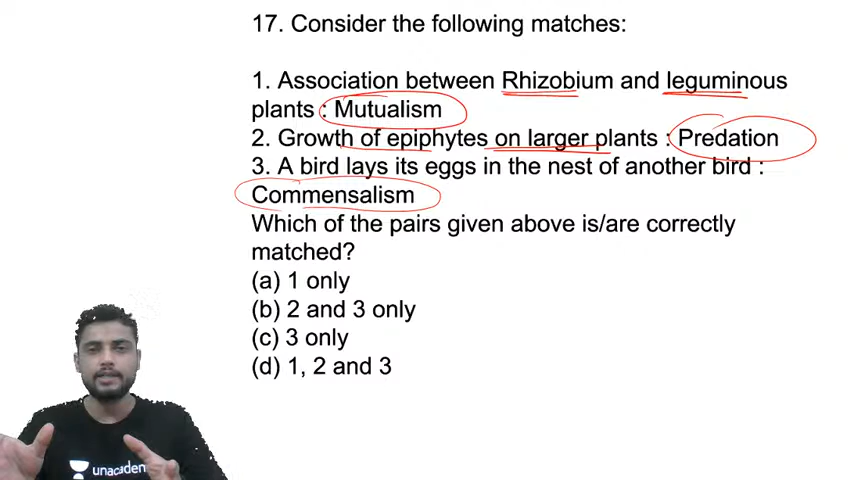 17. Consider the following matches:
1. Association between Rhizobium and leguminous
plants : Mutualism
2. Growth of epiphytes on larger plants : Predation
3. A bird lays its eggs in the nest of another bird :
Commensalism
Which of the pairs given above is/are correctly
matched?
(a) 1 only
(b) 2 and 3 only
(c) 3 only
(d) 1, 2 and 3
unacaden